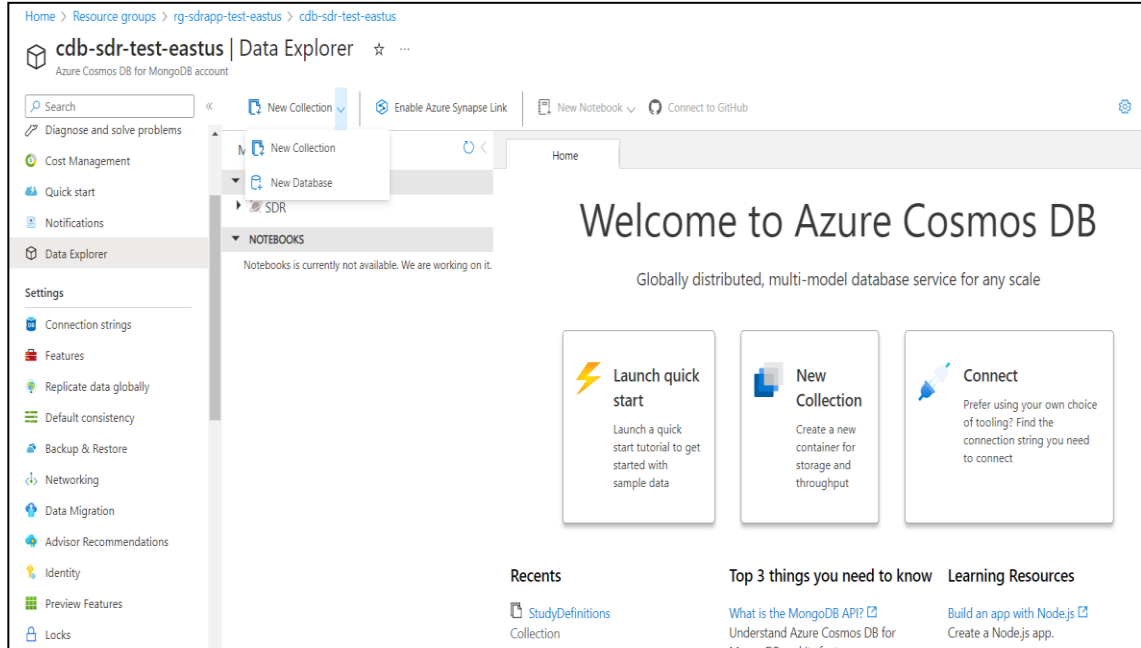 Home > Resource groups > rg-sdrapp-test-eastus > cdb-sdr-test-eastus
cdb-sdr-test-eastus | Data Explorer
Azure Cosmos DB for MongoDB account
Search
Diagnose and solve problems
Cost Management
Quick start
Notifications
Data Explorer
Settings
Connection strings
Features
Replicate data globally
Default consistency
Backup & Restore
Networking
Data Migration
Advisor Recommendations
Identity
Preview Features
Locks
New Collection
Enable Azure Synapse Link
New Notebook
Connect to GitHub
New Collection
New Database
SDR
NOTEBOOKS
Notebooks is currently not available. We are working on it.
Home
Welcome to Azure Cosmos DB
Globally distributed, multi-model database service for any scale
Launch quick
start
Launch a quick
start tutorial to get
started with
sample data
New
Collection
Create a new
container for
storage and
throughput
Connect
Prefer using your own choice
of tooling? Find the
connection string you need
to connect
Recents
StudyDefinitions
Collection
Top 3 things you need to know
What is the MongoDB API?
Understand Azure Cosmos DB for
Learning Resources
Build an app with Node.js
Create a Node.js app.